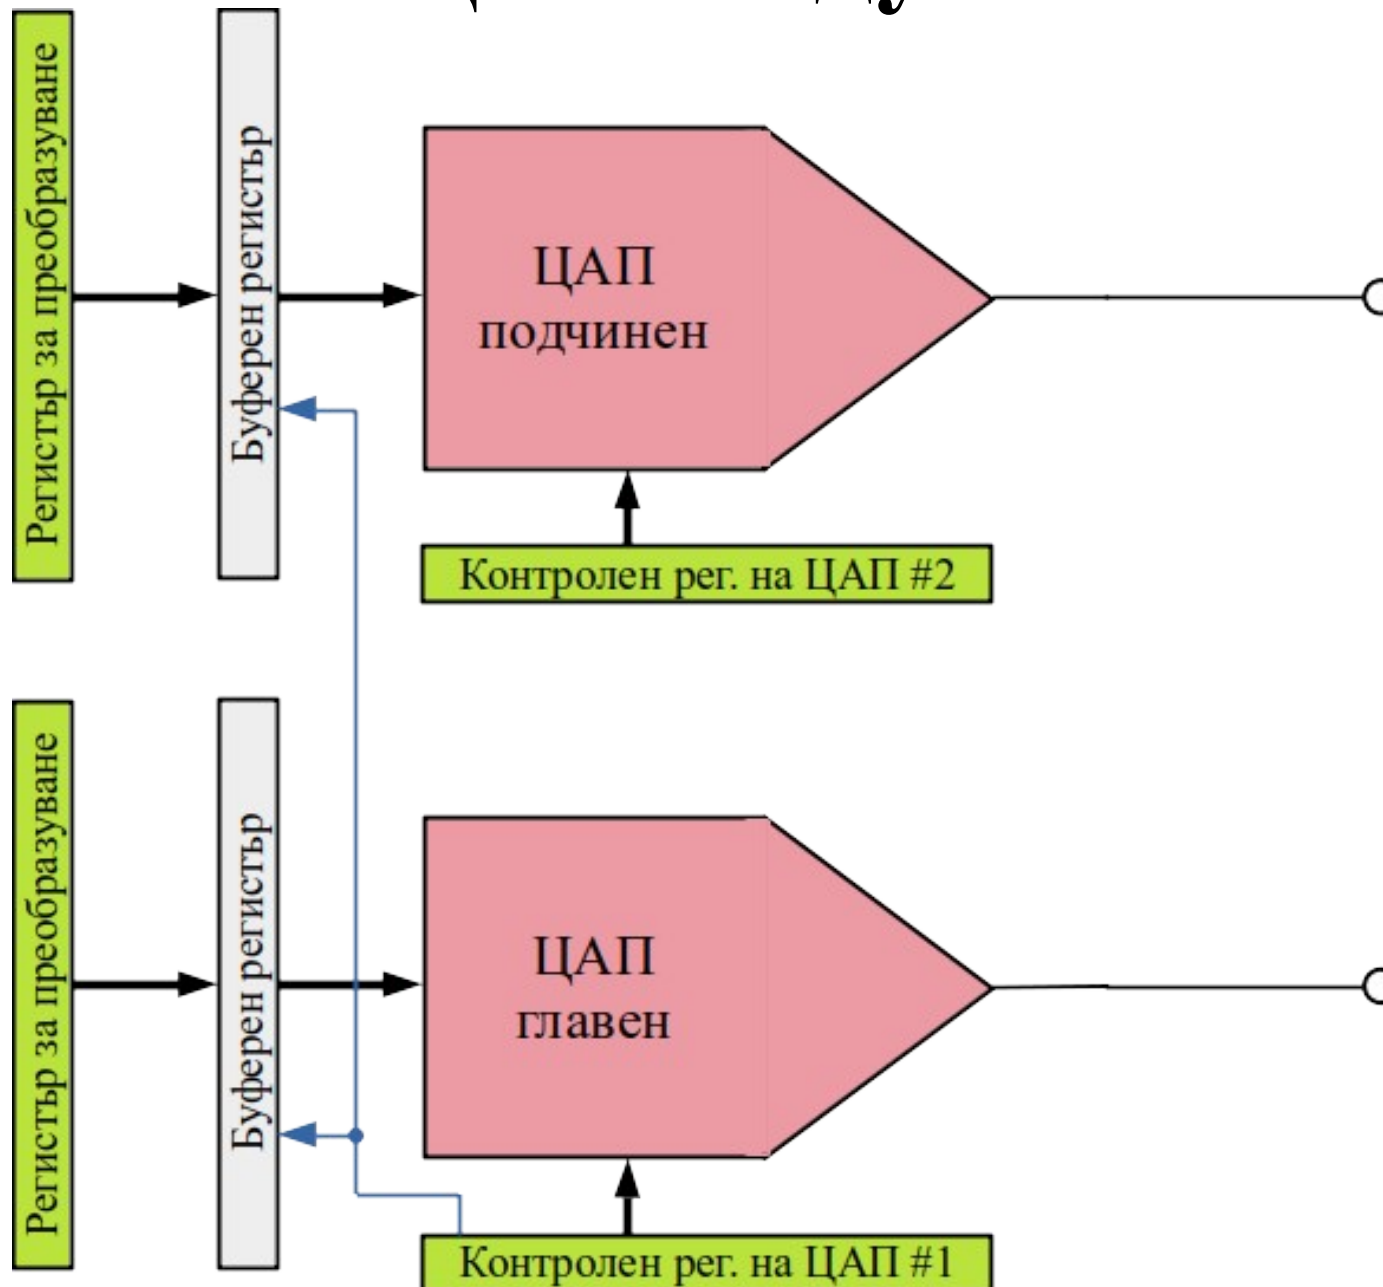 Регистър за преобразуване
Буферен регистър
ЦАП
подчинен
Контролен рег. на ЦАП #2
Регистър за преобразуване
Буферен регистър
ЦАП
главен
Контролен рег. на ЦАП #1